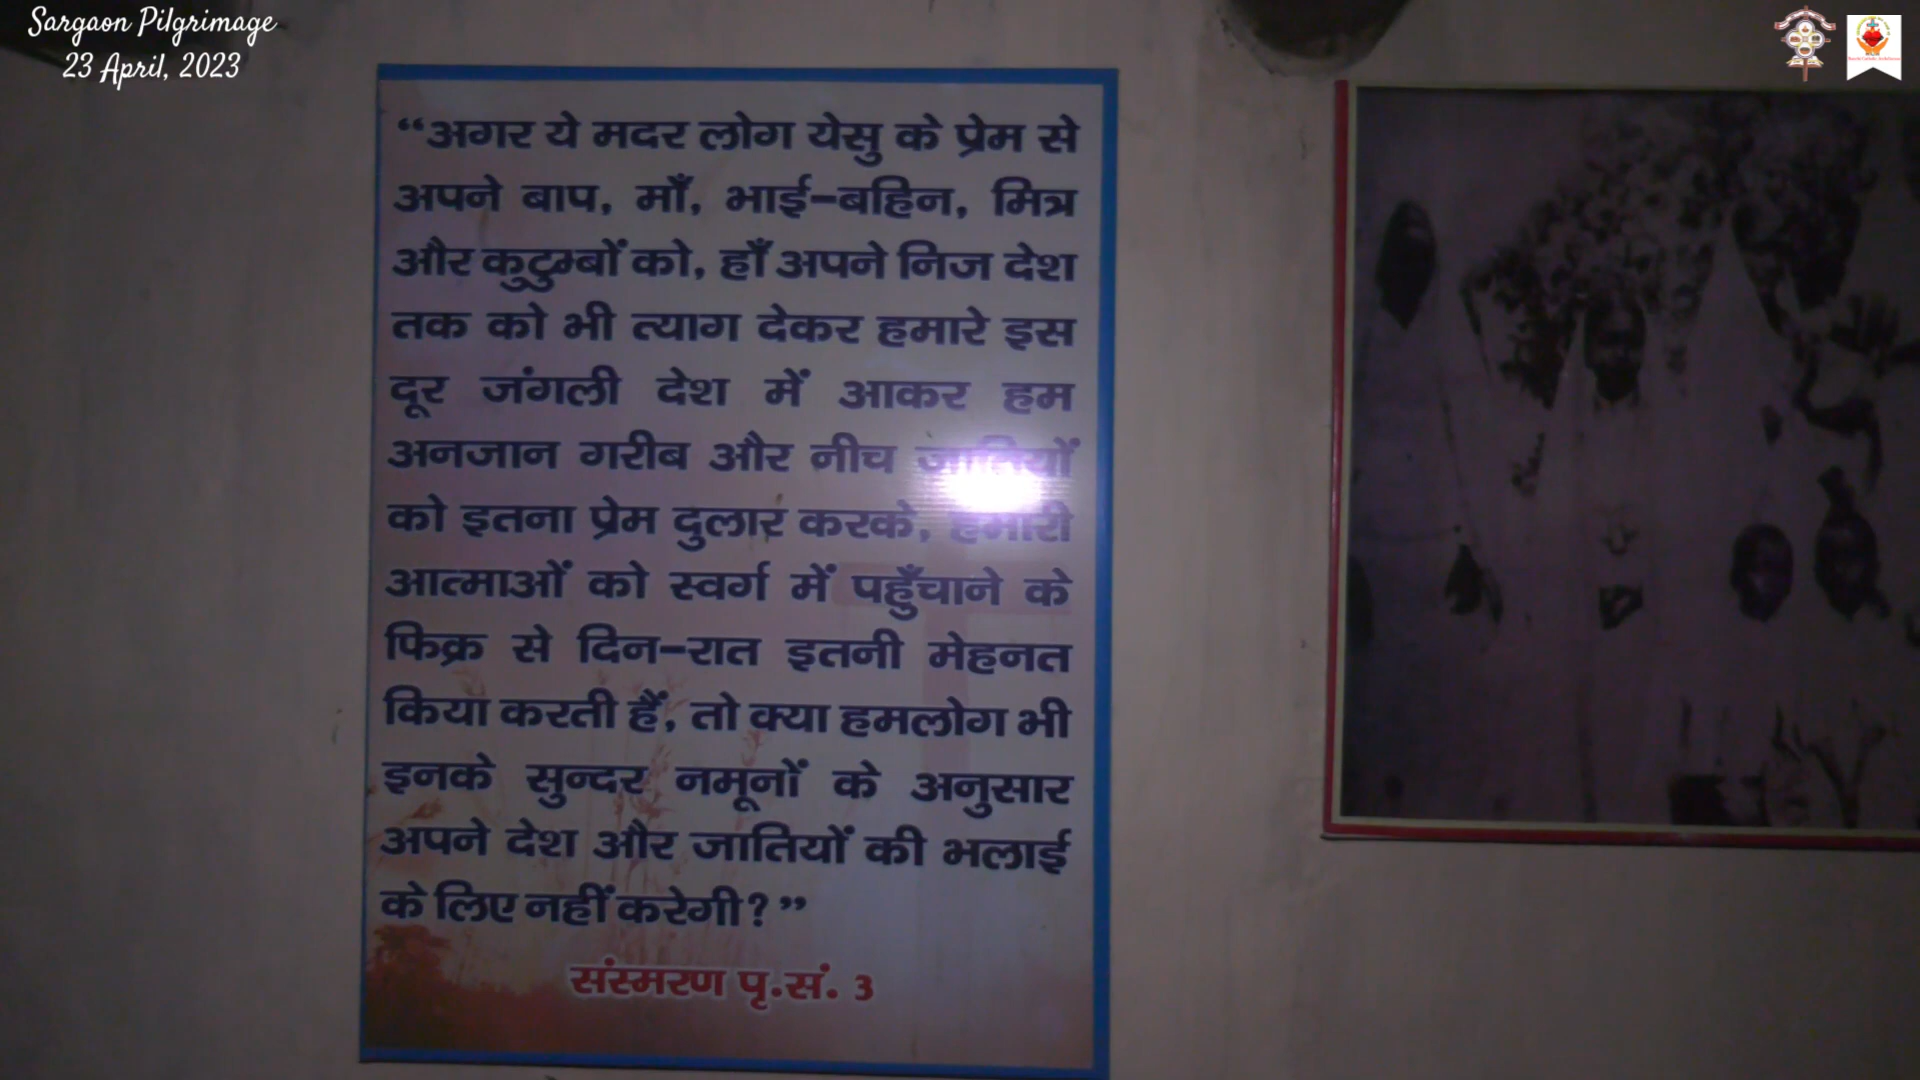 Sargaon Pilgrimage
23 April, 2023
“अगर ये मदर लोग येसु के प्रेम से
अपने बाप, माँ, भाई-बहिन, मित्र
और कुटुम्बों को, हाँ अपने निज देश
तक को भी त्याग देकर हमारे इस
दूर जंगली देश में आकर हम
अनजान गरीब और नीच जातियों
को इतना प्रेम दुलार करके, हमारी
आत्माओं को स्वर्ग में पहुँचाने के
फिक्र से दिन-रात इतनी मेहनत
किया करती हैं, तो क्या हमलोग भी
इनके सुन्दर नमूनों के अनुसार
अपने देश और जातियों की भलाई
के लिए नहीं करेगी?”
संस्मरण पृ.सं. 3